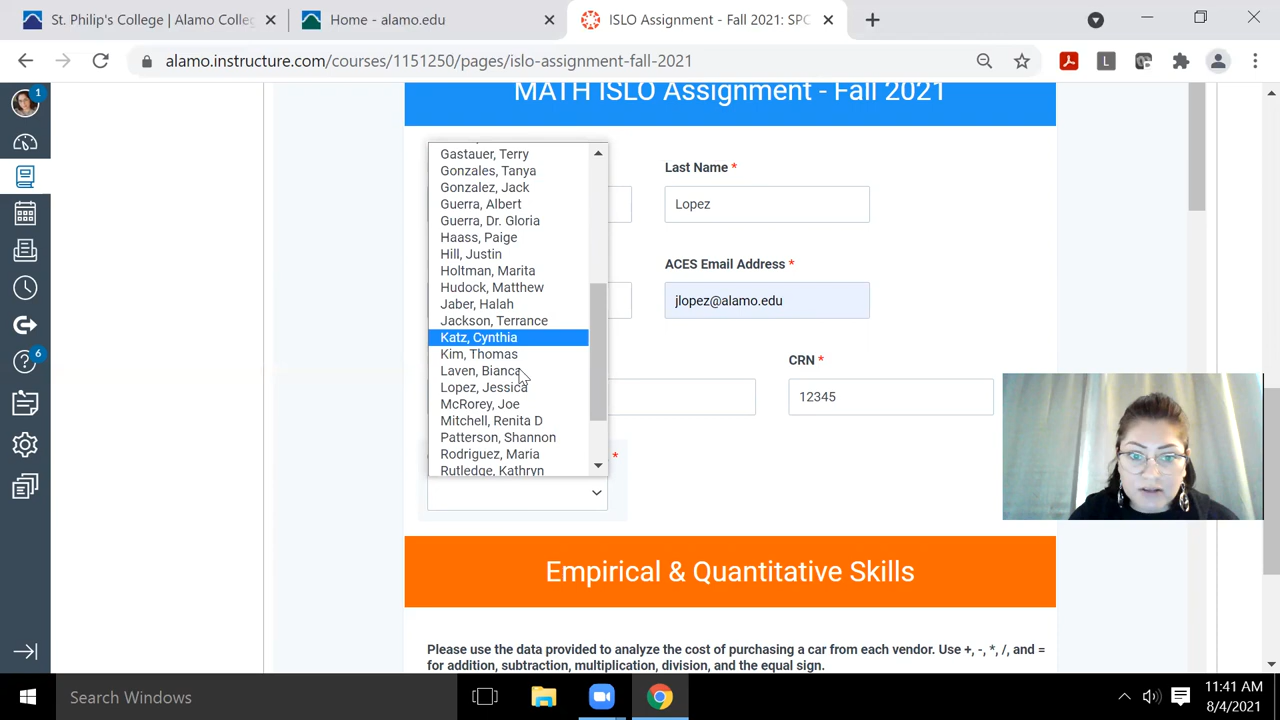 St. Philip's College | Alamo Colle
Home - alamo.edu
ISLO Assignment - Fall 2021: SPC
alamo.instructure.com/courses/1151250/pages/islo-assignment-fall-2021
L
1
MATH ISLO Assignment - Fall 2021
Last Name *
Lopez
ACES Email Address *
jlopez@alamo.edu
CRN *
12345
*
Gastauer, Terry
Gonzales, Tanya
Gonzalez, Jack
Guerra, Albert
Guerra, Dr. Gloria
Haass, Paige
Hill, Justin
Holtman, Marita
Hudock, Matthew
Jaber, Halah
Jackson, Terrance
Katz, Cynthia
Kim, Thomas
Laven, Bianca
Lopez, Jessica
McRorey, Joe
Mitchell, Renita D
Patterson, Shannon
Rodriguez, Maria
Rutledge, Kathryn
6
Empirical & Quantitative Skills
Please use the data provided to analyze the cost of purchasing a car from each vendor. Use +, -, *, /, and =
for addition, subtraction, multiplication, division, and the equal sign.
Search Windows
11:41 AM
8/4/2021